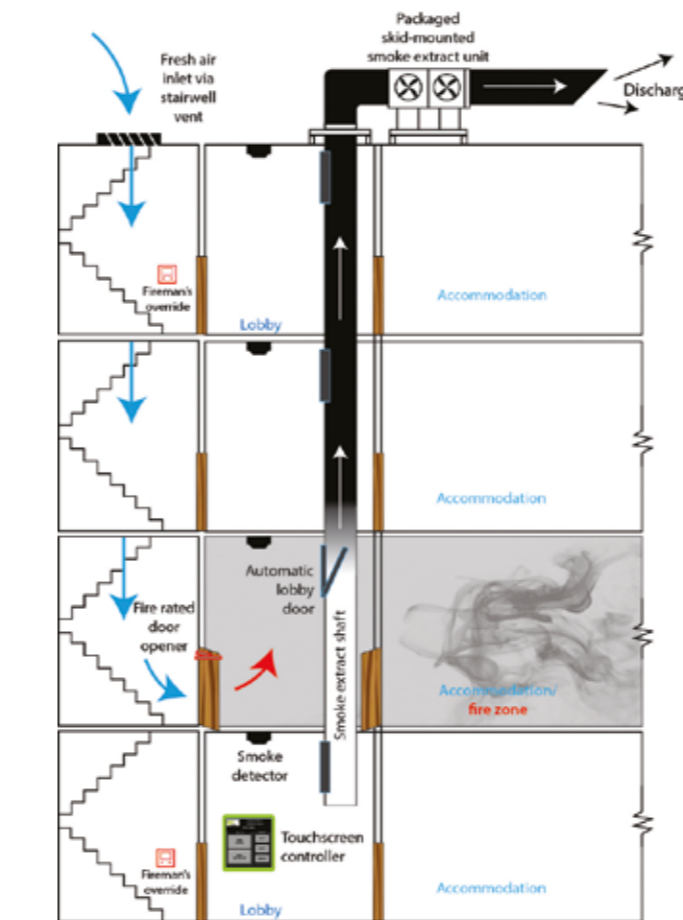 Packaged
skid-mounted
smoke extract unit
Fresh air
inlet via
stairwell
vent
Discharg
Fireman's
override
Lobby
Accommodation
Accommodation
Automatic
lobby
door
Fire rated
door
opener
Smoke extract shaft
Accommodation/
fire zone
Smoke
detector
Touchscreen
controller
Fireman's
override
Lobby
Accommodation